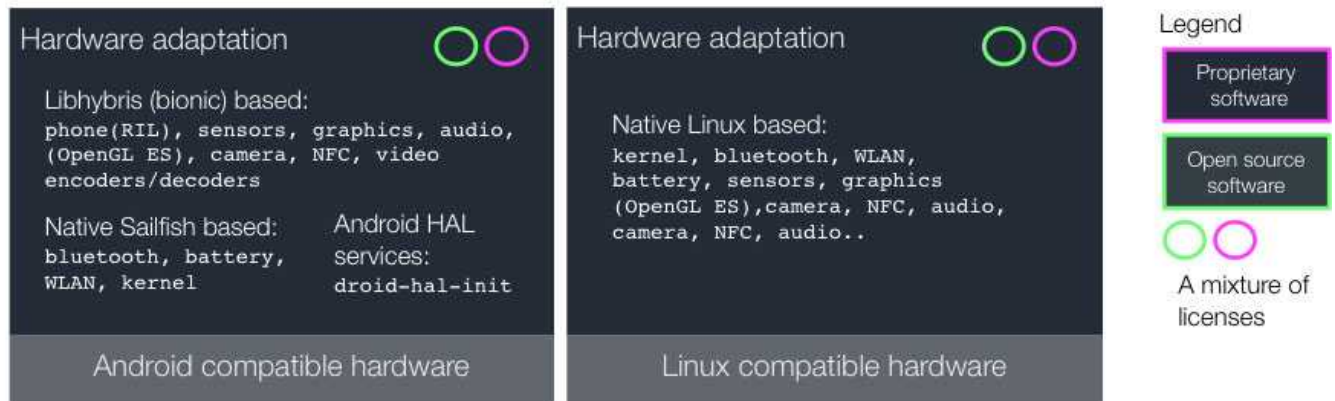 Hardware adaptation
Libhybris (bionic) based:
phone(RIL), sensors, graphics, audio,
(OpenGL ES), camera, NFC, video
encoders/decoders
Native Sailfish based:
bluetooth, battery,
WLAN, kernel
Android HAL
services:
droid-hal-init
Android compatible hardware
Hardware adaptation
Native Linux based:
kernel, bluetooth, WLAN,
battery, sensors, graphics
(OpenGL ES),camera, NFC, audio,
camera, NFC, audio..
Linux compatible hardware
Legend
Proprietary
software
Open source
software
A mixture of
licenses